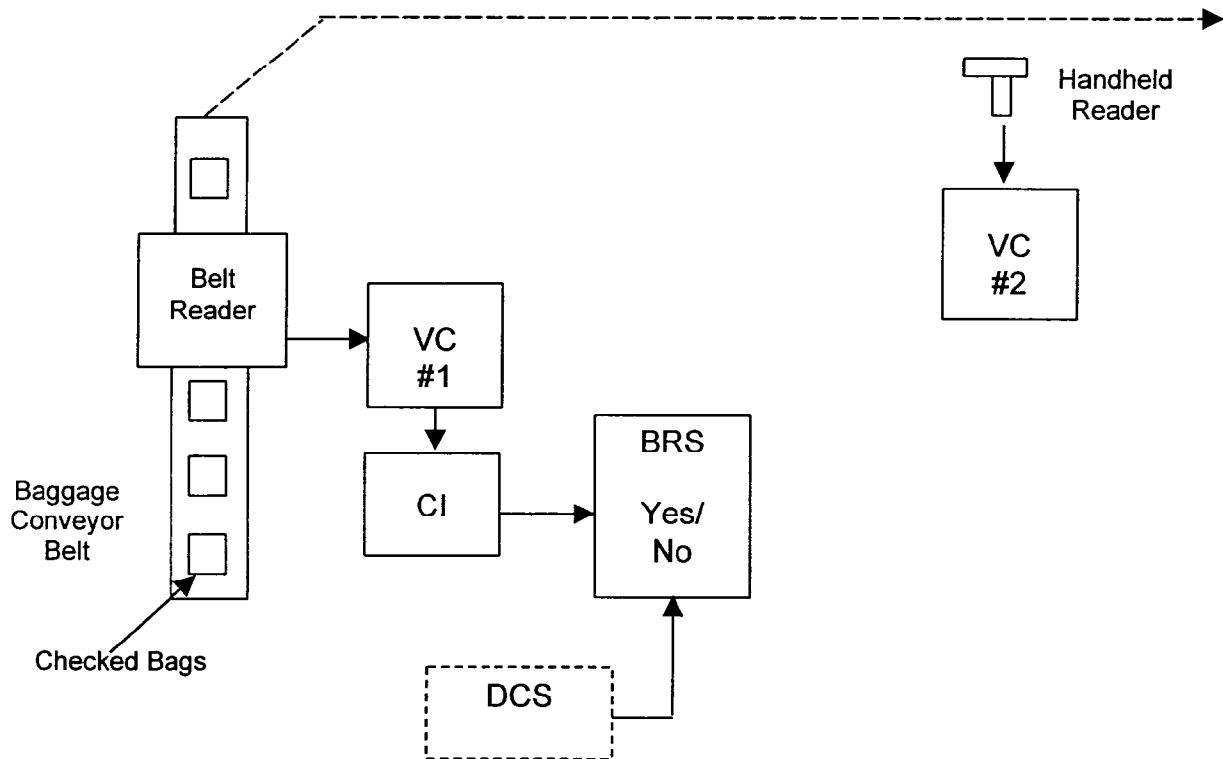 Handheld
Reader
VC
#2
Belt
Reader
VC
#1
BRS
Yes/
No
CI
Baggage
Conveyor
Belt
Checked Bags
DCS